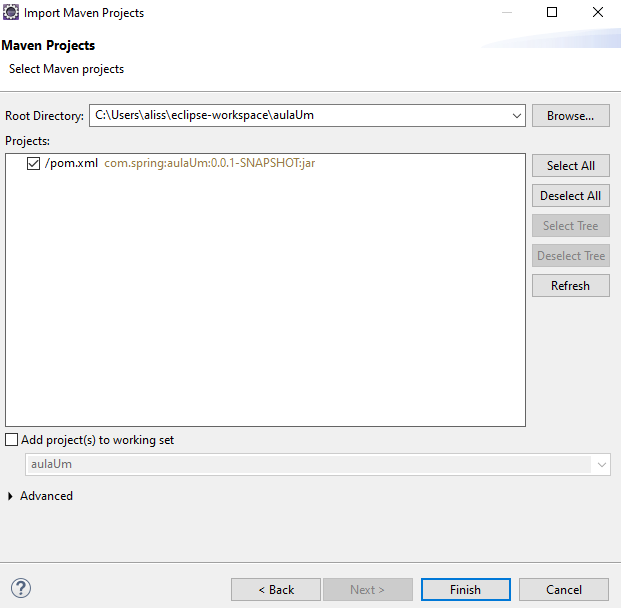 Import Maven Projects
Maven Projects
Select Maven projects
Root Directory: C:\Users\aliss\eclipse-workspace\aulaUm Browse...
Projects:
/pom.xml com.spring:aulaUm:0.0.1-SNAPSHOT:jar
Select All
Deselect All
Select Tree
Deselect Tree
Refresh
Add project(s) to working set
aulaUm
Advanced
? < Back Next > Finish Cancel